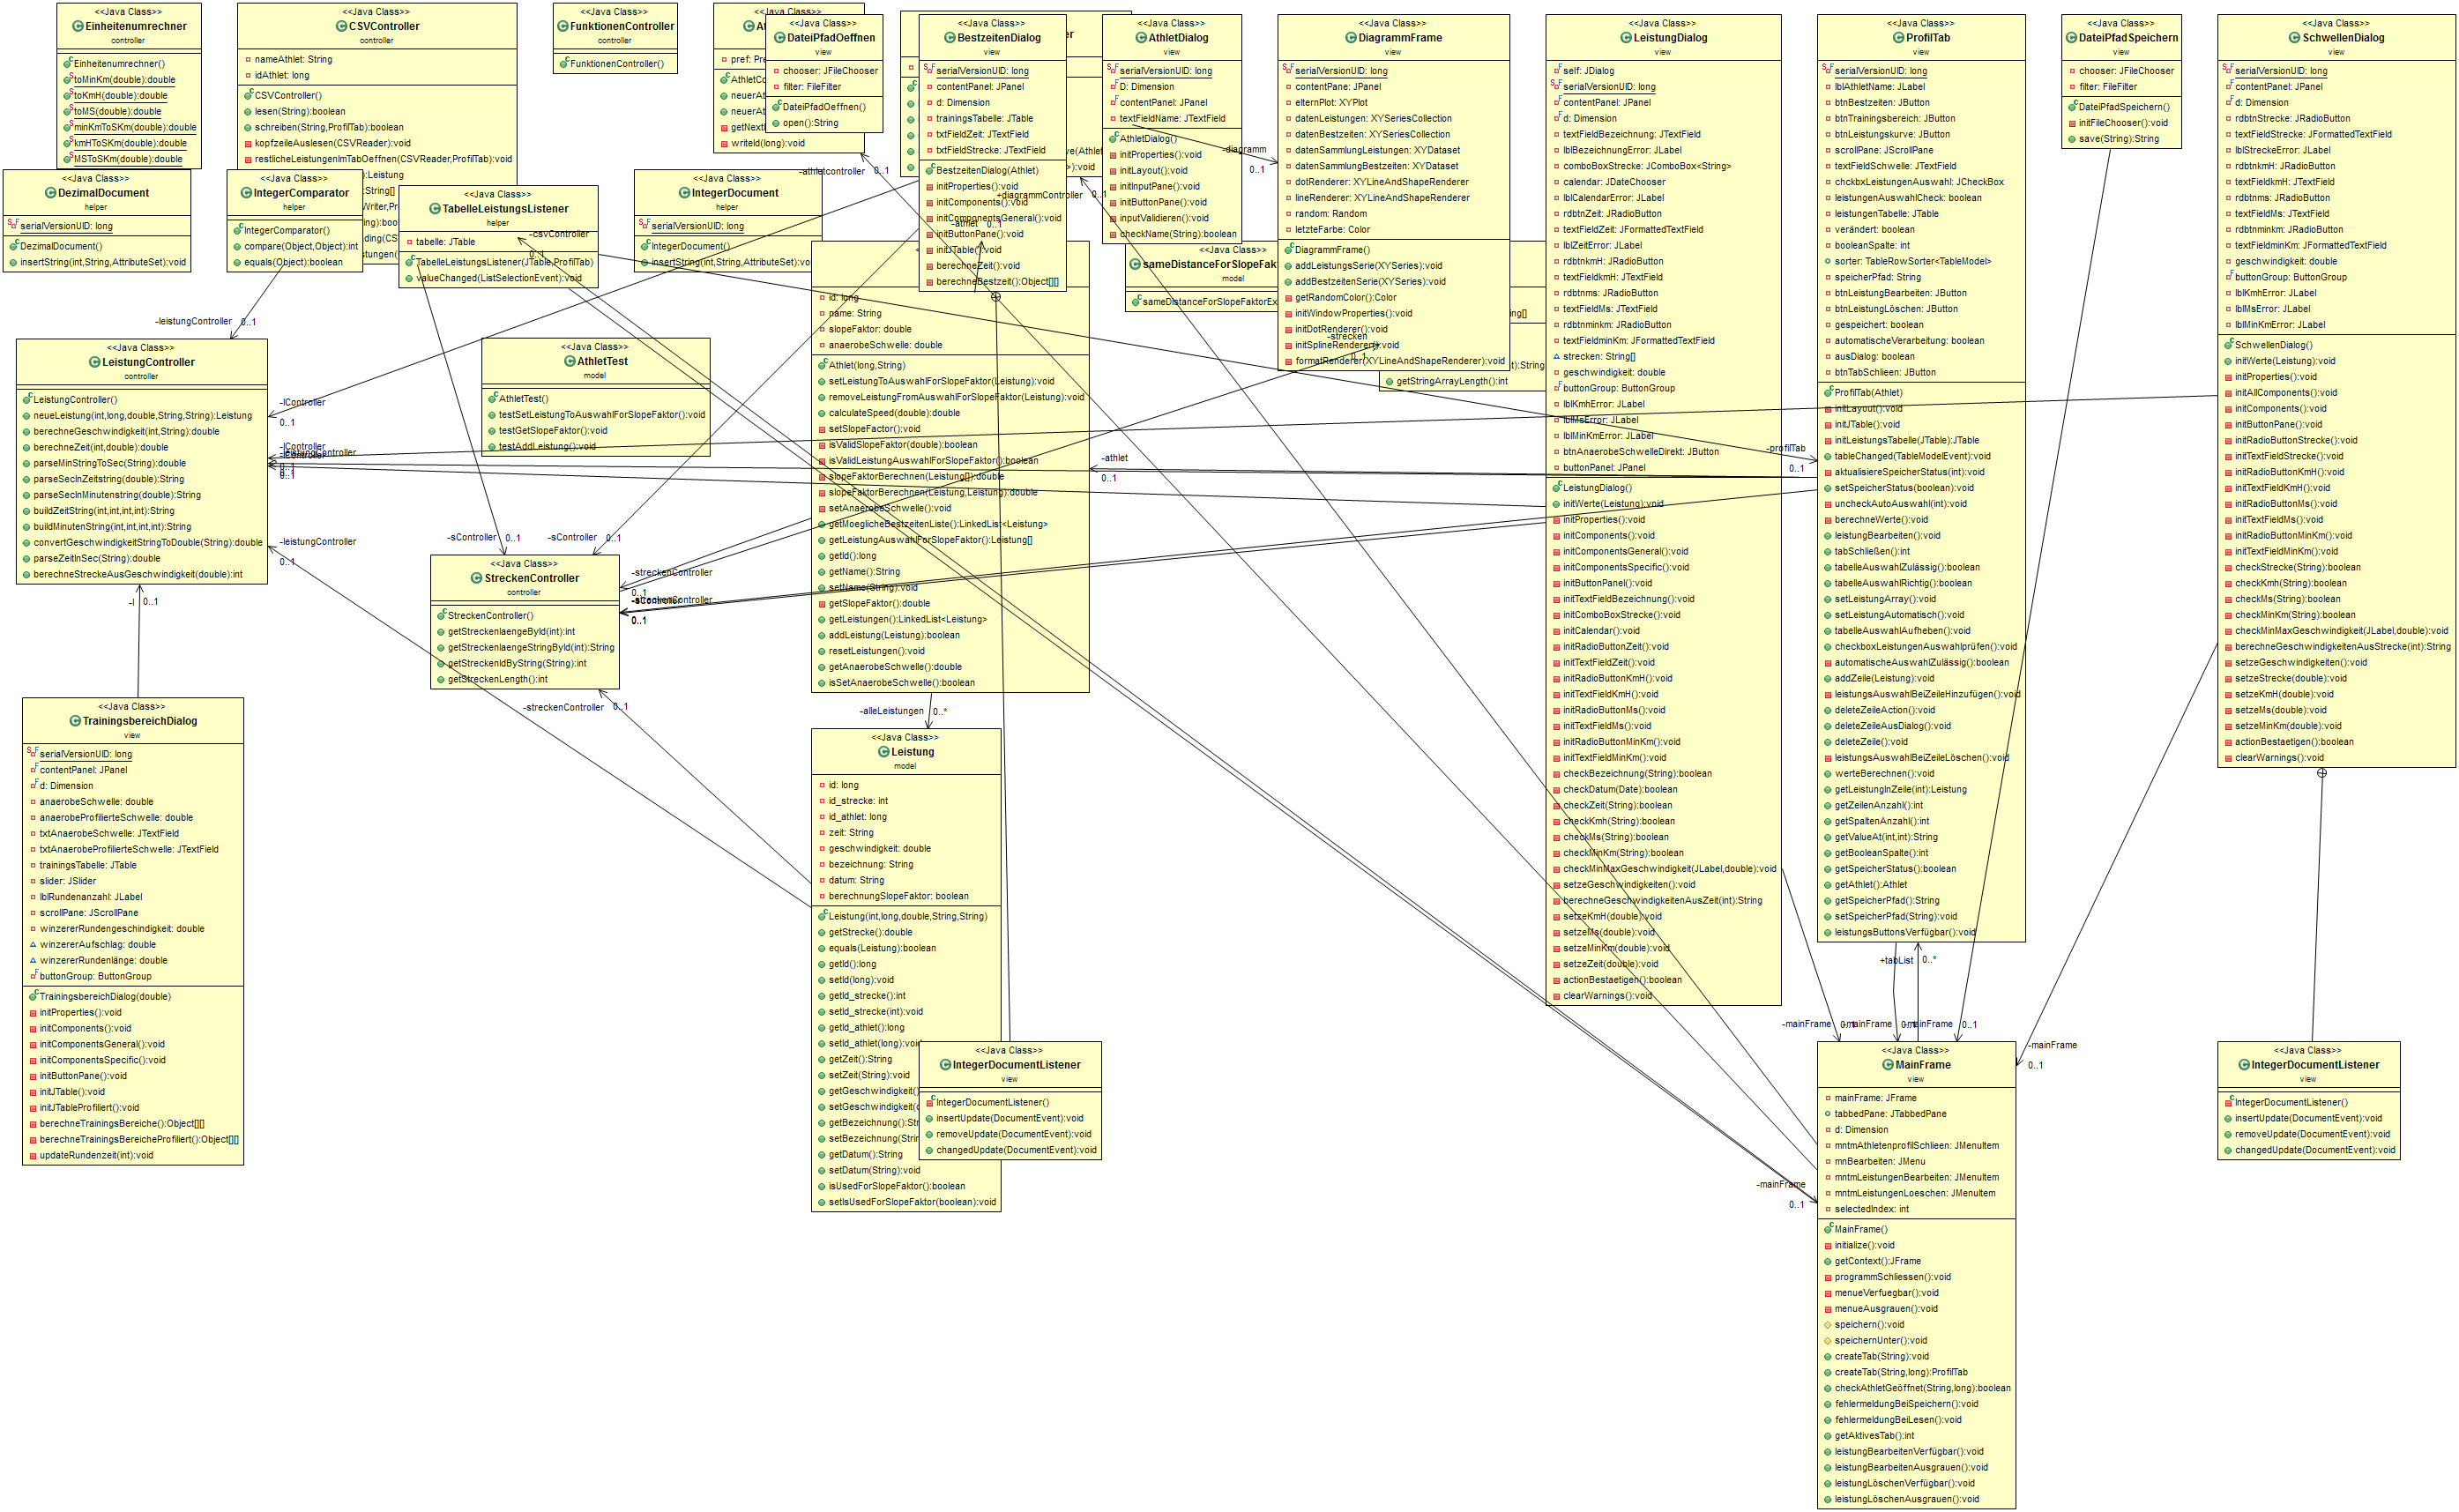 <<Java Class>>
Einheitenumrechner
controller
Einheitenumrechner()
toMinKm(double):double
toKmH(double):double
toMS(double):double
minKmToSKm(double):double
kmHToSKm(double):double
MSToSKm(double):double
<<Java Class>>
CSVController
controller
nameAthlet: String
idAthlet: long
CSVController()
lesen(String):boolean
schreiben(String,ProfilTab):boolean
kopfzeileAuslesen(CSVReader):void
restlicheLeistungenImTabOeffnen(CSVReader,ProfilTab):void
<<Java Class>>
FunktionenController
controller
FunktionenController()
<<Java Class>>
DateiPfadOeffnen
view
chooser: JFileChooser
filter: FileFilter
DateiPfadOeffnen()
open():String
writeId(long):void
<<Java Class>>
BestzeitenDialog
view
serialVersionUID: long
contentPanel: JPanel
d: Dimension
trainingsTabelle: JTable
txtFieldZeit: JTextField
txtFieldStrecke: JTextField
BestzeitenDialog(Athlet)
initProperties():void
initComponents():void
initComponentsGeneral():void
initButtonPane():void
initJTable():void
berechneZeit():void
berechneBestzeit():Object[][]
<<Java Class>>
AthletDialog
view
serialVersionUID: long
D: Dimension
contentPanel: JPanel
textFieldName: JTextField
AthletDialog()
initProperties():void
initLayout():void
initInputPane():void
initButtonPane():void
inputValidieren():void
checkName(String):boolean
<<Java Class>>
DiagrammFrame
view
serialVersionUID: long
contentPane: JPanel
elternPlot: XYPlot
datenLeistungen: XYSeriesCollection
datenBestzeiten: XYSeriesCollection
datenSammlungLeistungen: XYDataset
datenSammlungBestzeiten: XYDataset
dotRenderer: XYLineAndShapeRenderer
lineRenderer: XYLineAndShapeRenderer
random: Random
letzteFarbe: Color
DiagrammFrame()
addLeistungsSerie(XYSeries):void
addBestzeitenSerie(XYSeries):void
getRandomColor():Color
initWindowProperties():void
initDotRenderer():void
initSplineRenderer():void
formatRenderer(XYLineAndShapeRenderer):void
getStringArrayLength():int
<<Java Class>>
LeistungDialog
view
self: JDialog
serialVersionUID: long
contentPanel: JPanel
d: Dimension
textFieldBezeichnung: JTextField
lblBezeichnungError: JLabel
comboBoxStrecke: JComboBox<String>
calendar: JDateChooser
lblCalendarError: JLabel
rdbtnZeit: JRadioButton
textFieldZeit: JFormattedTextField
lblZeitError: JLabel
rdbtnkmH: JRadioButton
textFieldkmH: JTextField
rdbtnms: JRadioButton
textFieldMs: JTextField
rdbtnminkm: JRadioButton
textFieldminKm: JFormattedTextField
strecken: String[]
geschwindigkeit: double
buttonGroup: ButtonGroup
lblKmhError: JLabel
lblMsError: JLabel
lblMinKmError: JLabel
btnAnaerobeSchwelleDirekt: JButton
buttonPanel: JPanel
LeistungDialog()
initWerte(Leistung):void
initProperties():void
initComponents():void
initComponentsGeneral():void
initComponentsSpecific():void
initButtonPanel():void
initTextFieldBezeichnung():void
initComboBoxStrecke():void
initCalendar():void
initRadioButtonZeit():void
initTextFieldZeit():void
initRadioButtonKmH():void
initTextFieldKmH():void
initRadioButtonMs():void
initTextFieldMs():void
initRadioButtonMinKm():void
initTextFieldMinKm():void
checkBezeichnung(String):boolean
checkDatum(Date):boolean
checkZeit(String):boolean
checkKmh(String):boolean
checkMs(String):boolean
checkMinKm(String):boolean
checkMinMaxGeschwindigkeit(JLabel,double):void
setzeGeschwindigkeiten():void
berechneGeschwindigkeitenAusZeit(int):String
setzeKmH(double):void
setzeMs(double):void
setzeMinKm(double):void
setzeZeit(double):void
actionBestaetigen():boolean
clearWarnings():void
<<Java Class>>
ProfilTab
view
serialVersionUID: long
lblAthletName: JLabel
btnBestzeiten: JButton
btnTrainingsbereich: JButton
btnLeistungskurve: JButton
scrollPane: JScrollPane
textFieldSchwelle: JTextField
chckbxLeistungenAuswahl: JCheckBox
leistungenAuswahlCheck: boolean
leistungenTabelle: JTable
verändert: boolean
booleanSpalte: int
sorter: TableRowSorter<TableModel>
speicherPfad: String
btnLeistungBearbeiten: JButton
btnLeistungLöschen: JButton
gespeichert: boolean
automatischeVerarbeitung: boolean
ausDialog: boolean
btnTabSchlieen: JButton
ProfilTab(Athlet)
initLayout():void
initJTable():void
initLeistungsTabelle(JTable):JTable
tableChanged(TableModelEvent):void
aktualisiereSpeicherStatus(int):void
setSpeicherStatus(boolean):void
uncheckAutoAuswahl(int):void
berechneWerte():void
leistungBearbeiten():void
tabSchließen():int
tabelleAuswahlZulässig():boolean
tabelleAuswahlRichtig():boolean
setLeistungArray():void
setLeistungAutomatisch():void
tabelleAuswahlAufheben():void
checkboxLeistungenAuswahlprüfen():void
automatischeAuswahlZulässig():boolean
addZeile(Leistung):void
leistungsAuswahlBeiZeileHinzufügen():void
deleteZeileAction():void
deleteZeileAusDialog():void
deleteZeile():void
leistungsAuswahlBeiZeileLöschen():void
werteBerechnen():void
getLeistungInZeile(int):Leistung
getZeilenAnzahl():int
getSpaltenAnzahl():int
getValueAt(int,int):String
getBooleanSpalte():int
getSpeicherStatus():boolean
getAthlet():Athlet
getSpeicherPfad():String
setSpeicherPfad(String):void
leistungsButtonsVerfügbar():void
<<Java Class>>
DateiPfadSpeichern
view
chooser: JFileChooser
filter: FileFilter
DateiPfadSpeichern()
initFileChooser():void
save(String):String
<<Java Class>>
SchwellenDialog
view
serialVersionUID: long
contentPanel: JPanel
d: Dimension
rdbtnStrecke: JRadioButton
textFieldStrecke: JFormattedTextField
lblStreckeError: JLabel
rdbtnkmH: JRadioButton
textFieldkmH: JTextField
rdbtnms: JRadioButton
textFieldMs: JTextField
rdbtnminkm: JRadioButton
textFieldminKm: JFormattedTextField
geschwindigkeit: double
buttonGroup: ButtonGroup
lblKmhError: JLabel
lblMsError: JLabel
lblMinKmError: JLabel
SchwellenDialog()
initWerte(Leistung):void
initProperties():void
initAllComponents():void
initComponents():void
initButtonPane():void
initRadioButtonStrecke():void
initTextFieldStrecke():void
initRadioButtonKmH():void
initTextFieldKmH():void
initRadioButtonMs():void
initTextFieldMs():void
initRadioButtonMinKm():void
initTextFieldMinKm():void
checkStrecke(String):boolean
checkKmh(String):boolean
checkMs(String):boolean
checkMinKm(String):boolean
checkMinMaxGeschwindigkeit(JLabel,double):void
berechneGeschwindigkeitenAusStrecke(int):String
setzeGeschwindigkeiten():void
setzeStrecke(double):void
setzeKmH(double):void
setzeMs(double):void
setzeMinKm(double):void
actionBestaetigen():boolean
clearWarnings():void
<<Java Class>>
DezimalDocument
helper
serialVersionUID: long
DezimalDocument()
insertString(int,String,AttributeSet):void
<<Java Class>>
IntegerComparator
helper
IntegerComparator()
compare(Object,Object):int
equals(Object):boolean
<<Java Class>>
TabelleLeistungsListener
helper
tabelle: JTable
TabelleLeistungsListener(JTable,ProfilTab)
valueChanged(ListSelectionEvent):void
<<Java Class>>
IntegerDocument
helper
serialVersionUID: long
IntegerDocument()
insertString(int,String,AttributeSet):void
sameDistanceForSlopeFak
model
sameDistanceForSlopeFaktorEx
id: long
name: String
slopeFaktor: double
anaerobeSchwelle: double
Athlet(long,String)
setLeistungToAuswahlForSlopeFaktor(Leistung):void
removeLeistungFromAuswahlForSlopeFaktor(Leistung):void
calculateSpeed(double):double
setSlopeFactor():void
isValidSlopeFaktor(double):boolean
isValidLeistungAuswahlForSlopeFaktor():boolean
slopeFaktorBerechnen(Leistung[]):double
slopeFaktorBerechnen(Leistung,Leistung):double
setAnaerobeSchwelle():void
getMoeglicheBestzeitenListe():LinkedList<Leistung>
getLeistungAuswahlForSlopeFaktor():Leistung[]
getId():long
getName():String
setName(String):void
getSlopeFaktor():double
getLeistungen():LinkedList<Leistung>
addLeistung(Leistung):boolean
resetLeistungen():void
getAnaerobeSchwelle():double
isSetAnaerobeSchwelle():boolean
<<Java Class>>
LeistungController
controller
LeistungController()
neueLeistung(int,long,double,String,String):Leistung
berechneGeschwindigkeit(int,String):double
berechneZeit(int,double):double
parseMinStringToSec(String):double
parseSecInZeitstring(double):String
parseSecInMinutenstring(double):String
buildZeitString(int,int,int,int):String
buildMinutenString(int,int,int,int):String
convertGeschwindigkeitStringToDouble(String):double
parseZeitInSec(String):double
berechneStreckeAusGeschwindigkeit(double):int
<<Java Class>>
AthletTest
model
AthletTest()
testSetLeistungToAuswahlForSlopeFaktor():void
testGetSlopeFaktor():void
testAddLeistung():void
<<Java Class>>
StreckenController
controller
StreckenController()
getStreckenlaengeById(int):int
getStreckenlaengeStringById(int):String
getStreckenIdByString(String):int
getStreckenLength():int
<<Java Class>>
TrainingsbereichDialog
view
serialVersionUID: long
contentPanel: JPanel
d: Dimension
anaerobeSchwelle: double
anaerobeProfilierteSchwelle: double
txtAnaerobeSchwelle: JTextField
txtAnaerobeProfilierteSchwelle: JTextField
trainingsTabelle: JTable
slider: JSlider
lblRundenanzahl: JLabel
scrollPane: JScrollPane
winzererRundengeschindigkeit: double
winzererAufschlag: double
winzererRundenlänge: double
buttonGroup: ButtonGroup
TrainingsbereichDialog(double)
initProperties():void
initComponents():void
initComponentsGeneral():void
initComponentsSpecific():void
initButtonPane():void
initJTable():void
initJTableProfiliert():void
berechneTrainingsBereiche():Object[][]
berechneTrainingsBereicheProfiliert():Object[][]
updateRundenzeit(int):void
<<Java Class>>
Leistung
model
id: long
id_strecke: int
id_athlet: long
zeit: String
geschwindigkeit: double
bezeichnung: String
datum: String
berechnungSlopeFaktor: boolean
Leistung(int,long,double,String,String)
getStrecke():double
equals(Leistung):boolean
getId():long
setId(long):void
getId_strecke():int
setId_strecke(int):void
getId_athlet():long
setId_athlet(long):void
getZeit():String
setZeit(String):void
getGeschwindigkeit()
setGeschwindigkeit(
getBezeichnung():Str
setBezeichnung(Strin
getDatum():String
setDatum(String):void
isUsedForSlopeFaktor():boolean
setIsUsedForSlopeFaktor(boolean):void
<<Java Class>>
IntegerDocumentListener
view
IntegerDocumentListener()
insertUpdate(DocumentEvent):void
removeUpdate(DocumentEvent):void
changedUpdate(DocumentEvent):void
<<Java Class>>
MainFrame
view
mainFrame: JFrame
tabbedPane: JTabbedPane
d: Dimension
mntmAthletenprofilSchlieen: JMenuItem
mnBearbeiten: JMenu
mntmLeistungenBearbeiten: JMenuItem
mntmLeistungenLoeschen: JMenuItem
selectedIndex: int
MainFrame()
initialize():void
getContext():JFrame
programmSchliessen():void
menueVerfuegbar():void
menueAusgrauen():void
speichern():void
speichernUnter():void
createTab(String):void
createTab(String,long):ProfilTab
checkAthletGeöffnet(String,long):boolean
fehlermeldungBeiSpeichern():void
fehlermeldungBeiLesen():void
getAktivesTab():int
leistungBearbeitenVerfügbar():void
leistungBearbeitenAusgrauen():void
leistungLöschenVerfügbar():void
leistungLöschenAusgrauen():void
<<Java Class>>
IntegerDocumentListener
view
IntegerDocumentListener()
insertUpdate(DocumentEvent):void
removeUpdate(DocumentEvent):void
changedUpdate(DocumentEvent):void
-leistungController 0..1
-lController
0..1
-leistungController
0..1
-l 0..1
-sController 0..1
-sController 0..1
-streckenController
0..1
-streckenController 0..1
-alleLeistungen 0..*
-athlet
0..1
-athlet 0..1
-csvController
0..1
-athletcontroller 0..1
+diagrammController 0..1
-diagramm
0..1
-strecken
0..1
-profilTab
0..1
+tabList 0..*
-mainFrame
-mainFrame
-mainFrame 0..1
-mainFrame
0..1
-mainFrame
0..1